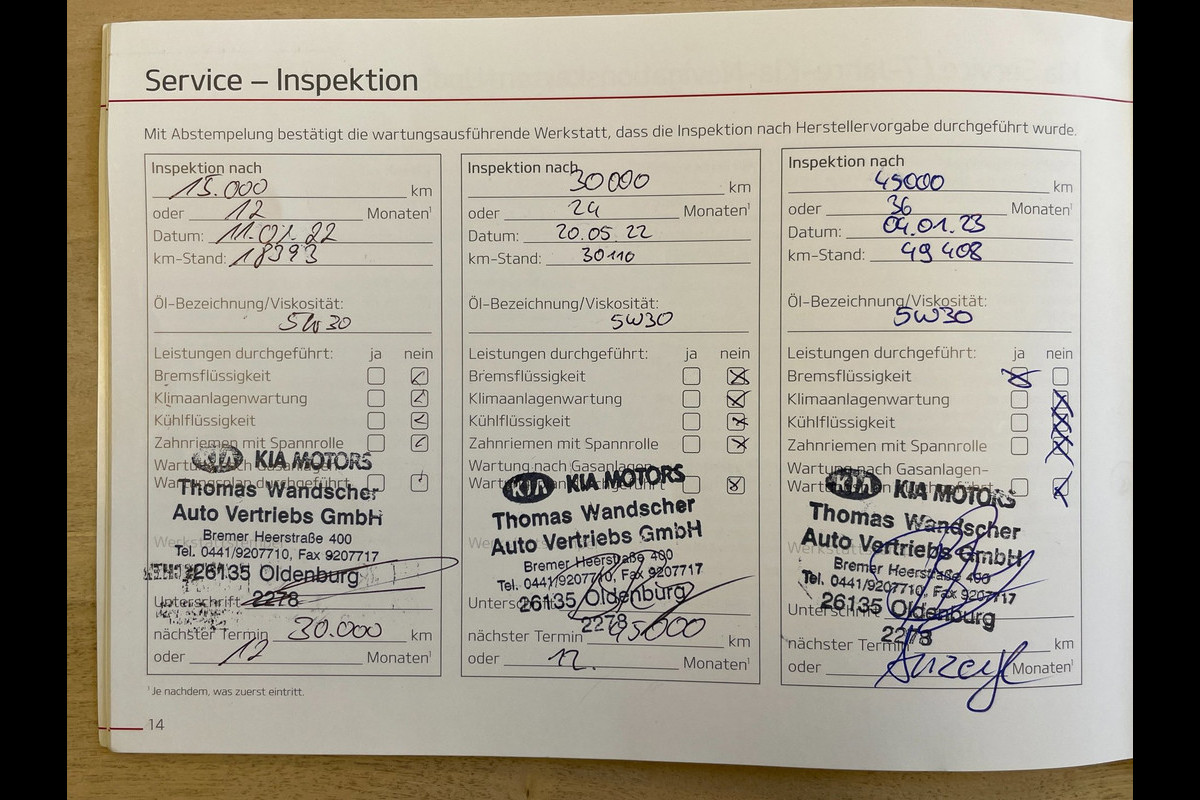 Service – Inspektion
Mit Abstempelung bestätigt die wartungsausführende Werkstatt, dass die Inspektion nach Herstellervorgabe durchgeführt wurde.
Inspektion nach
15.000 km
oder 12 Monaten¹
Datum: 11.01.22
km-Stand: 18393
Öl-Bezeichnung/Viskosität:
5W30
Leistungen durchgeführt: ja nein
Bremsflüssigkeit
Klimaanlagenwartung
Kühlflüssigkeit
Zahnriemen mit Spannrolle
Wartung nach Gasanlagen-
Wartungsplan durchgeführt
KIA KIA MOTORS
Thomas Wandscher
Auto Vertriebs GmbH
Bremer Heerstraße 400
Tel. 0441/9207710, Fax 9207717
26135 Oldenburg
2278
Unterschrift
nächster Termin 30.000 km
oder 12 Monaten¹
Inspektion nach
30000 km
oder 24 Monaten¹
Datum: 20.05.22
km-Stand: 30110
Öl-Bezeichnung/Viskosität:
5W30
Leistungen durchgeführt: ja nein
Bremsflüssigkeit
Klimaanlagenwartung
Kühlflüssigkeit
Zahnriemen mit Spannrolle
Wartung nach Gasanlagen-
KIA KIA MOTORS
Thomas Wandscher
Auto Vertriebs GmbH
Bremer Heerstraße 400
Tel. 0441/9207710, Fax 9207717
26135 Oldenburg
2278
nächster Termin 45000 km
oder 12. Monaten¹
Inspektion nach
45000 km
oder 36 Monaten¹
Datum: 04.01.23
km-Stand: 49408
Öl-Bezeichnung/Viskosität:
5W30
Leistungen durchgeführt: ja nein
Bremsflüssigkeit
Klimaanlagenwartung
Kühlflüssigkeit
Zahnriemen mit Spannrolle
Wartung nach Gasanlagen-
KIA KIA MOTORS
Thomas Wandscher
Auto Vertriebs GmbH
Bremer Heerstraße 400
Tel. 0441/9207710, Fax 9207717
26135 Oldenburg
2278
Unterschrift
nächster Termin km
oder Monaten¹
¹ Je nachdem, was zuerst eintritt.
14